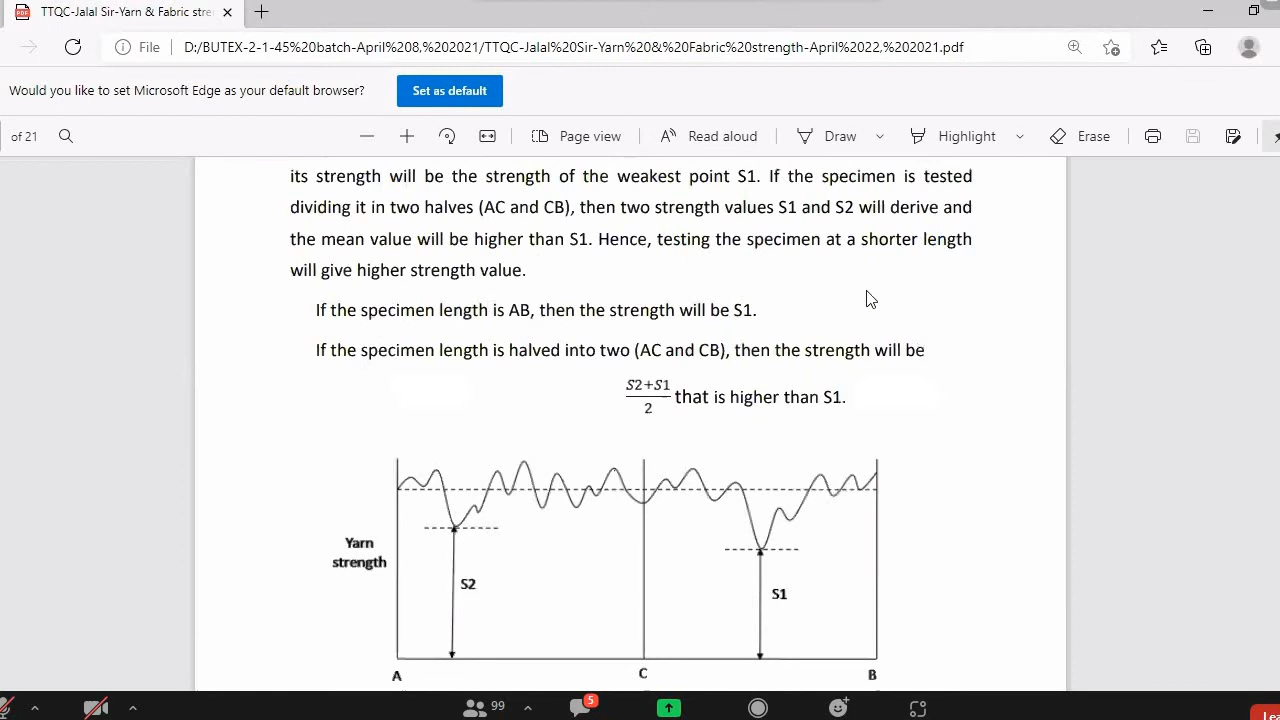 TTQC-Jalal Sir-Yarn & Fabric stre
File
D:/BUTEX-2-1-45%20batch-April%208,%202021/TTQC-Jalal%20Sir-Yarn%20&%20Fabric%20strength-April%2022,%202021.pdf
Would you like to set Microsoft Edge as your default browser?
Set as default
of 21
Page view
Read aloud
Draw
Highlight
Erase
its strength will be the strength of the weakest point S1. If the specimen is tested
dividing it in two halves (AC and CB), then two strength values S1 and S2 will derive and
the mean value will be higher than S1. Hence, testing the specimen at a shorter length
will give higher strength value.
If the specimen length is AB, then the strength will be S1.
If the specimen length is halved into two (AC and CB), then the strength will be
S2+S1
2
that is higher than S1.
Yarn
strength
S2
S1
A
C
B
99
5